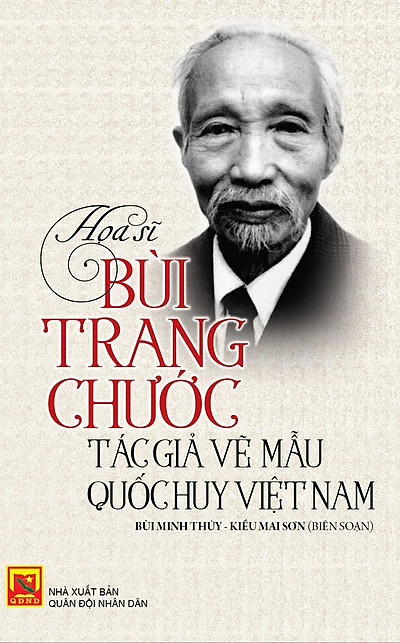 Họa sĩ
BÙI
TRANG
CHƯỚC
TÁC GIẢ VẼ MẪU
QUỐC HUY VIỆT NAM
BÙI MINH THỦY - KIỀU MAI SƠN (BIÊN SOẠN)
QĐND
NHÀ XUẤT BẢN
QUÂN ĐỘI NHÂN DÂN